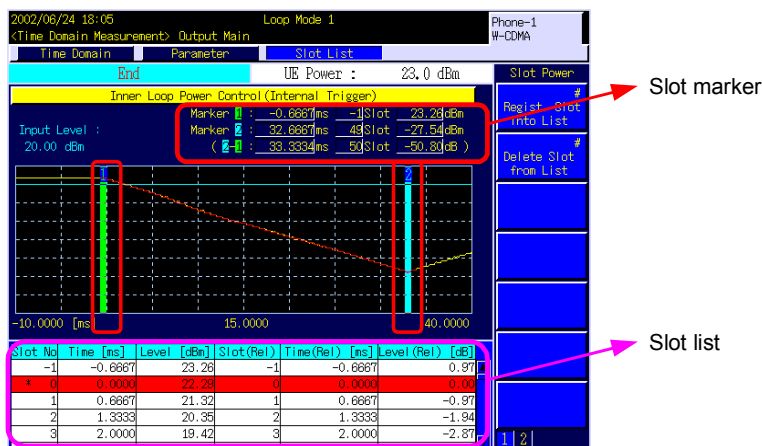 2002/06/24 18:05 Loop Mode 1 Phone-1
<Time Domain Measurement> Output Main W-CDMA
Time Domain Parameter Slot List
End UE Power : 23.0 dBm Slot Power
Inner Loop Power Control(Internal Trigger)
Marker 1 : -0.6667ms -1Slot 23.26dBm
Input Level : Marker 2 : 32.6667ms 49Slot -27.54dBm
20.00 dBm ( 2-1 : 33.3334ms 50Slot -50.80dB )
#
Regist Slot
into List
Slot marker
#
Delete Slot
from List
1 2
-10.0000 [ms] 15.0000 40.0000
Slot No Time [ms] Level [dBm] Slot(Rel) Time(Rel) [ms] Level(Rel) [dB]
-1 -0.6667 23.26 -1 -0.6667 0.97
* 0 0.0000 22.29 0 0.0000 0.00
1 0.6667 21.32 1 0.6667 -0.97
2 1.3333 20.35 2 1.3333 -1.94
3 2.0000 19.42 3 2.0000 -2.87
Slot list
1 2